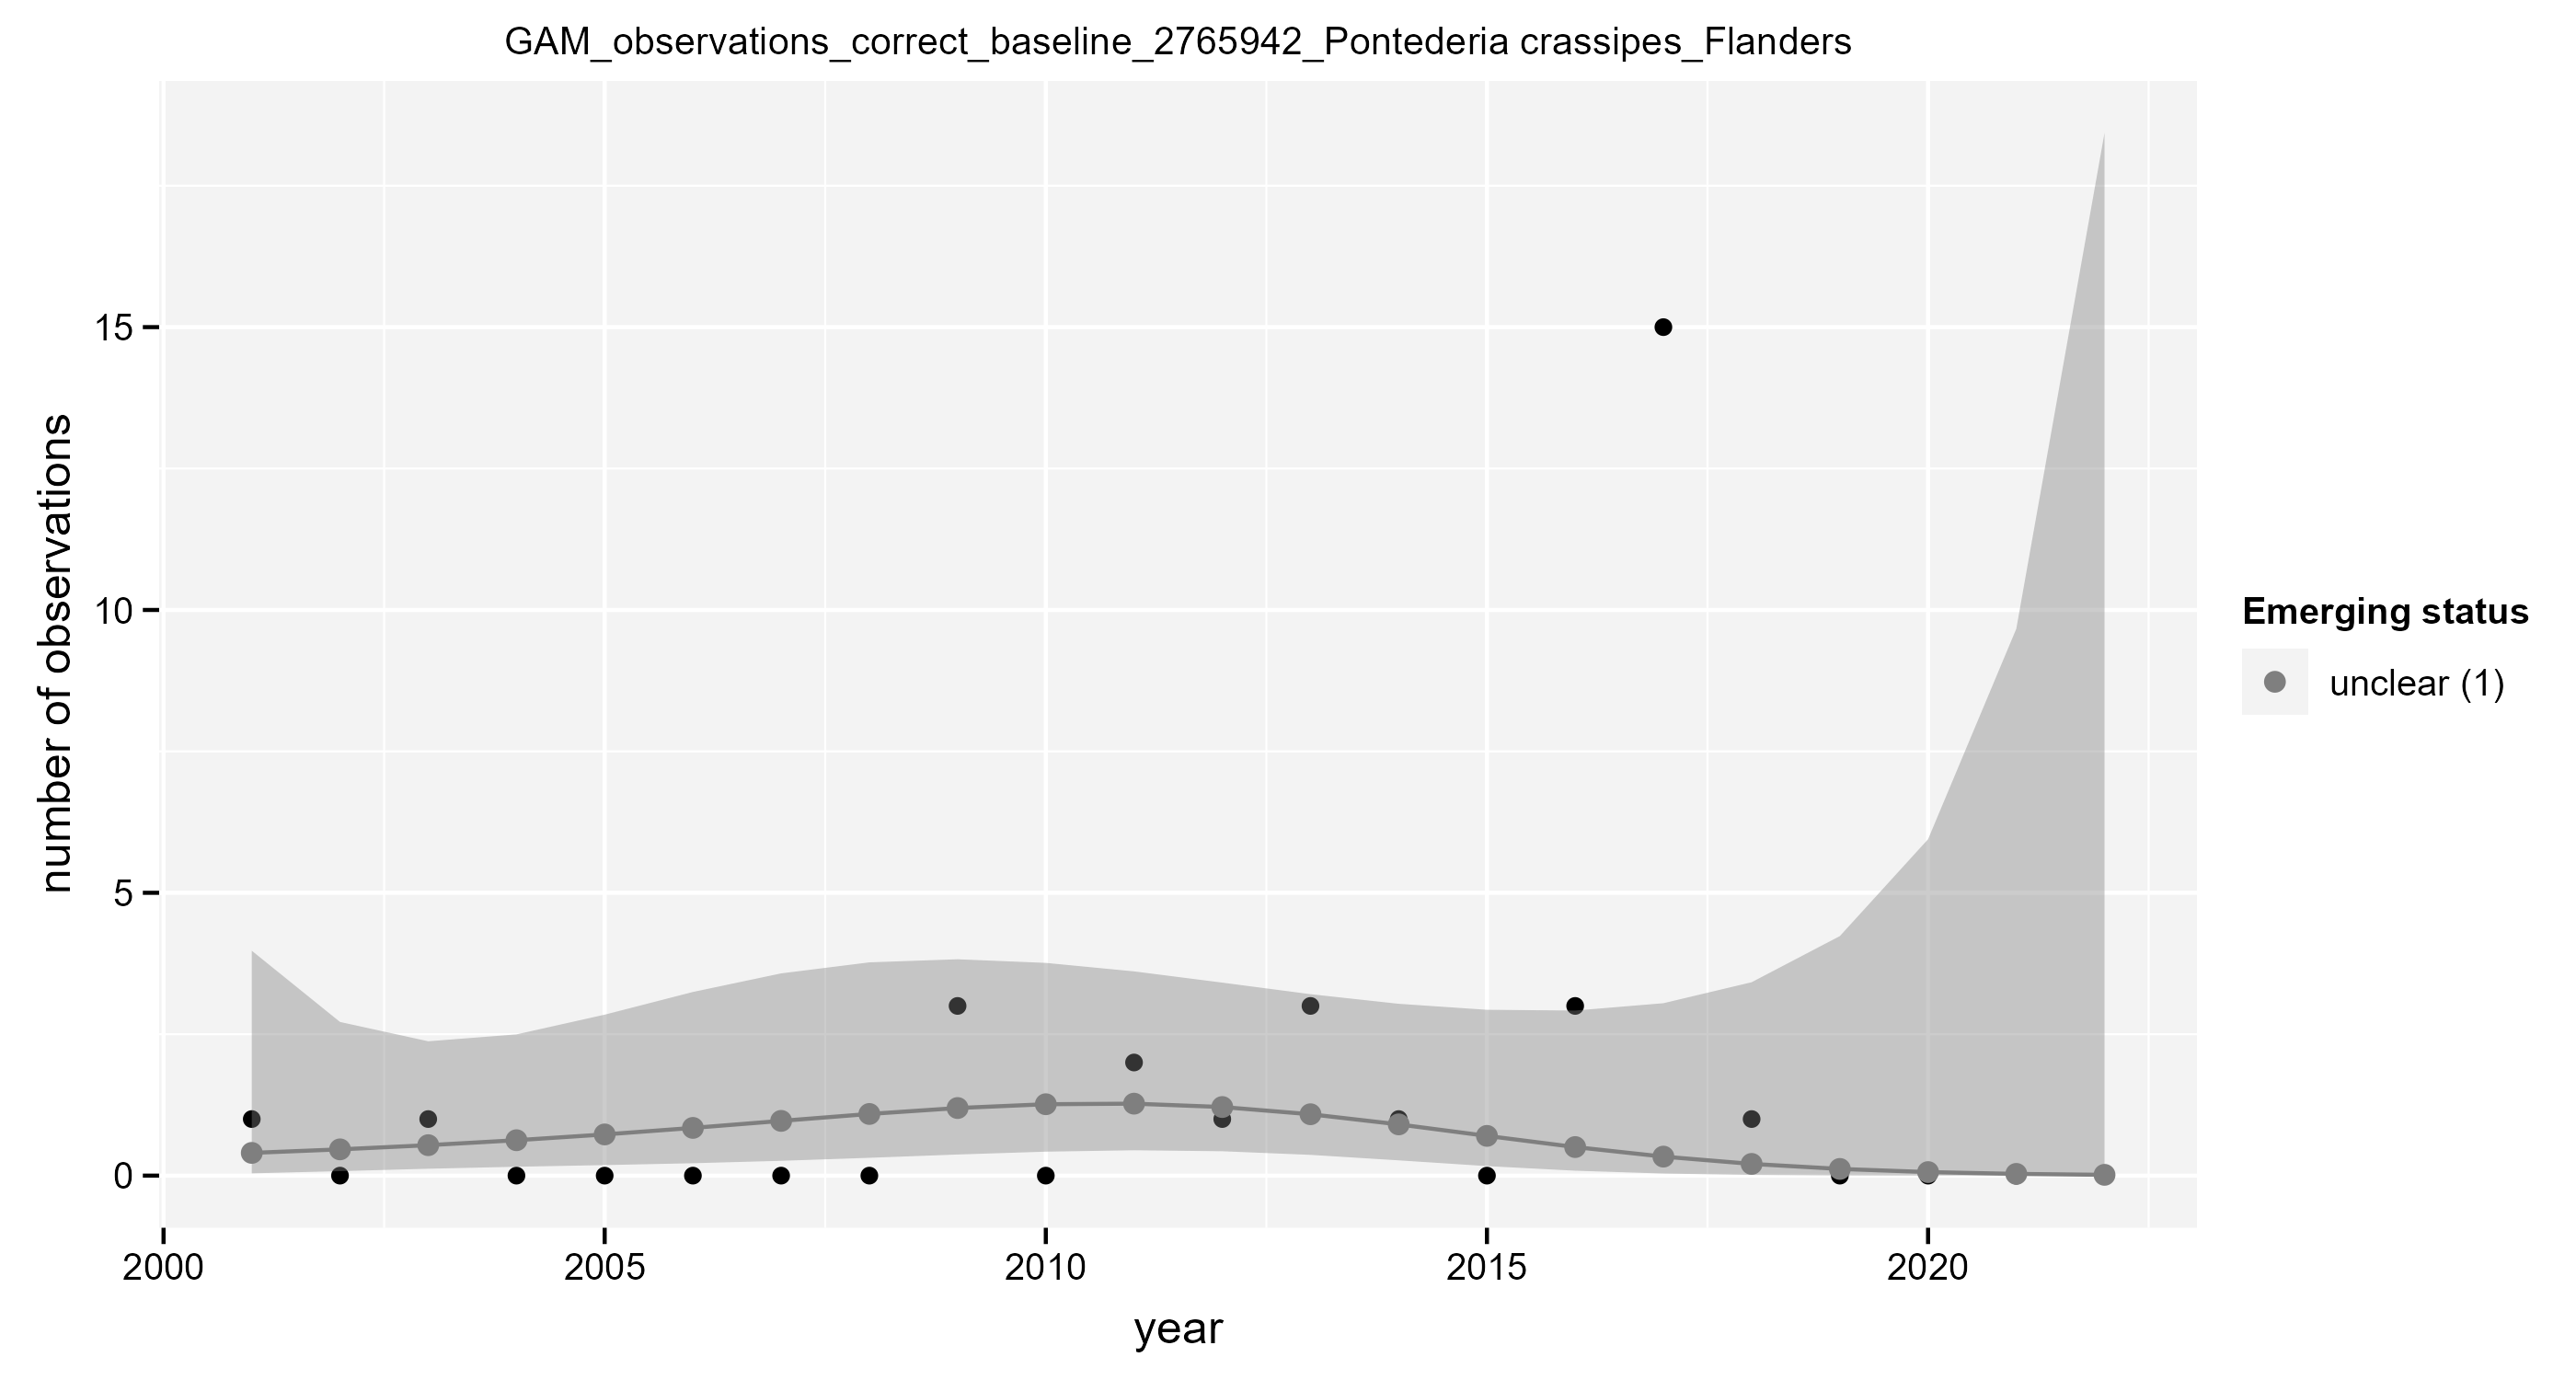 GAM_observations_correct_baseline_2765942_Pontederia crassipes_Flanders
number of observations
15
10
5
0
2000
2005
2010
2015
2020
year
Emerging status
unclear (1)